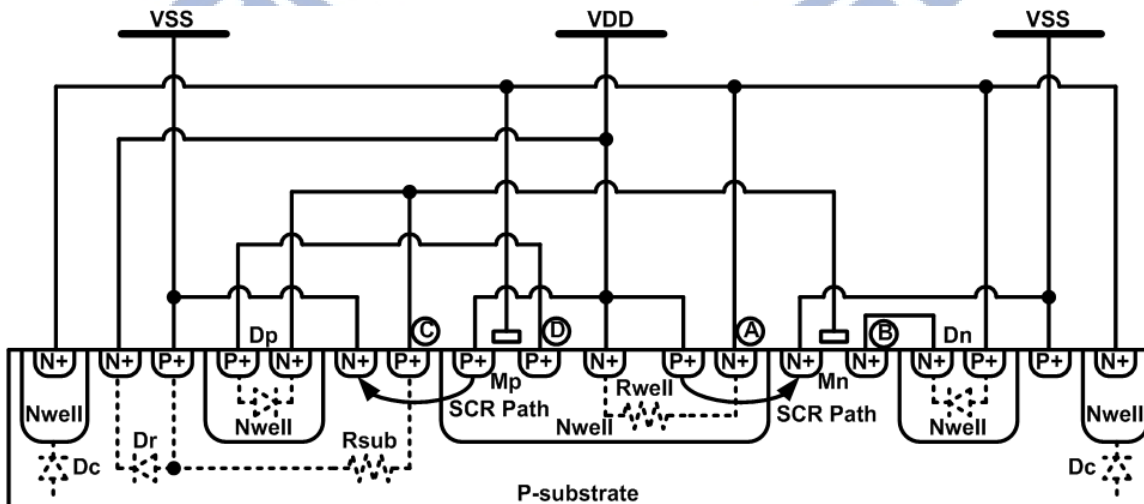 VSS VDD VSS
Dp C D A B Dn
N+ N+ P+ P+ N+ N+ P+ P+ P+ N+ P+ N+ N+ N+ N+ P+ P+ N+
Mp Rwell Mn
Nwell Nwell SCR Path Nwell SCR Path Nwell Nwell
Dr Rsub
Dc Dc
P-substrate